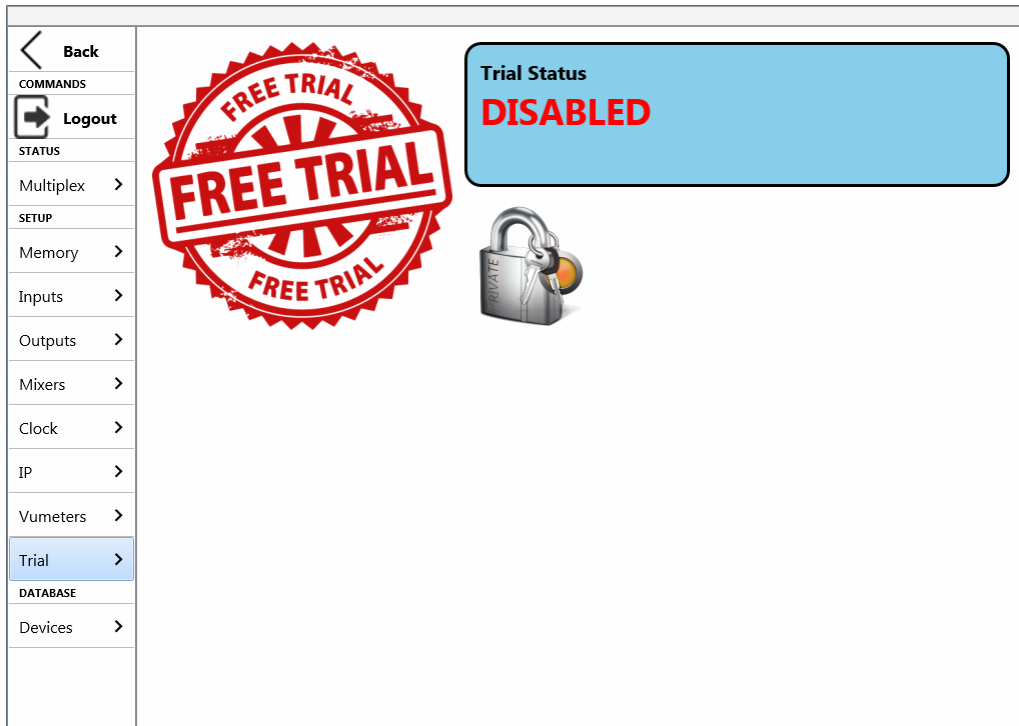 Back
COMMANDS
Logout
STATUS
Multiplex
SETUP
Memory
Inputs
Outputs
Mixers
Clock
IP
Vumeters
Trial
DATABASE
Devices
FREE TRIAL
FREE TRIAL
FREE TRIAL
Trial Status
DISABLED
RIVATE